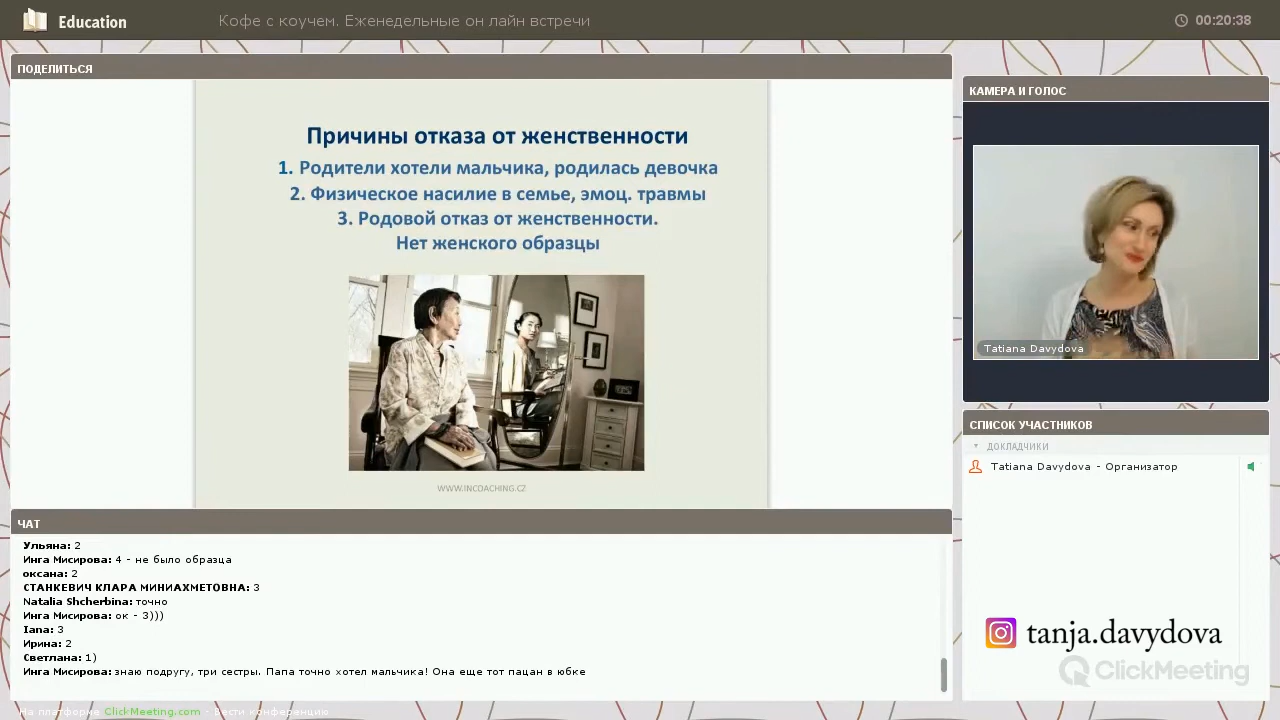 Education
Кофе с коучем. Еженедельные он лайн встречи
00:20:38
ПОДЕЛИТЬСЯ
Причины отказа от женственности
1. Родители хотели мальчика, родилась девочка
2. Физическое насилие в семье, эмоц. травмы
3. Родовой отказ от женственности.
Нет женского образцы
WWW.INCOACHING.CZ
КАМЕРА И ГОЛОС
Tatiana Davydova
СПИСОК УЧАСТНИКОВ
ДОКЛАДЧИКИ
Tatiana Davydova - Организатор
tanja.davydova
ClickMeeting
ЧАТ
Ульяна: 2
Инга Мисирова: 4 - не было образца
оксана: 2
СТАНКЕВИЧ КЛАРА МИНИАХМЕТОВНА: 3
Natalia Shcherbina: точно
Инга Мисирова: ок - 3)))
Iana: 3
Ирина: 2
Светлана: 1)
Инга Мисирова: знаю подругу, три сестры. Папа точно хотел мальчика! Она еще тот пацан в юбке
На платформе ClickMeeting.com - Вести конференцию